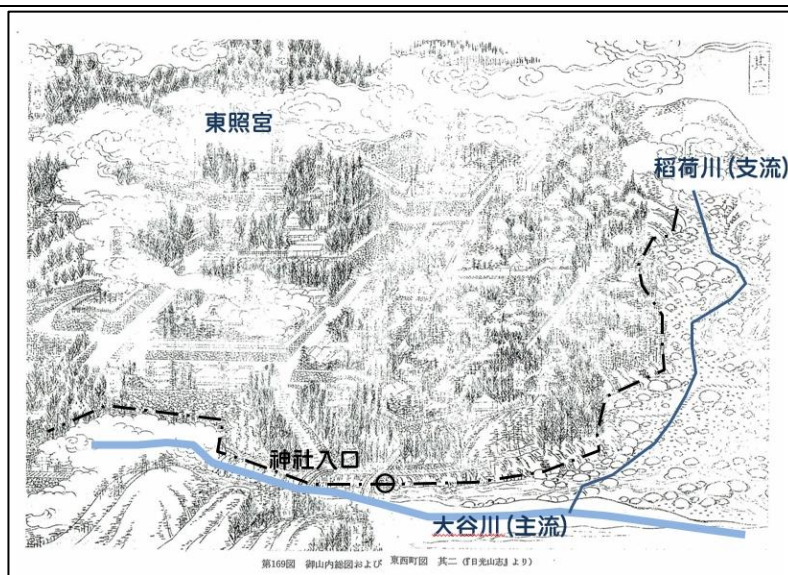 其二
東照宮
稲荷川(支流)
神社入口
大谷川(主流)
第169図 御山内総図および 東西町図 其二 (『日光山志』より)